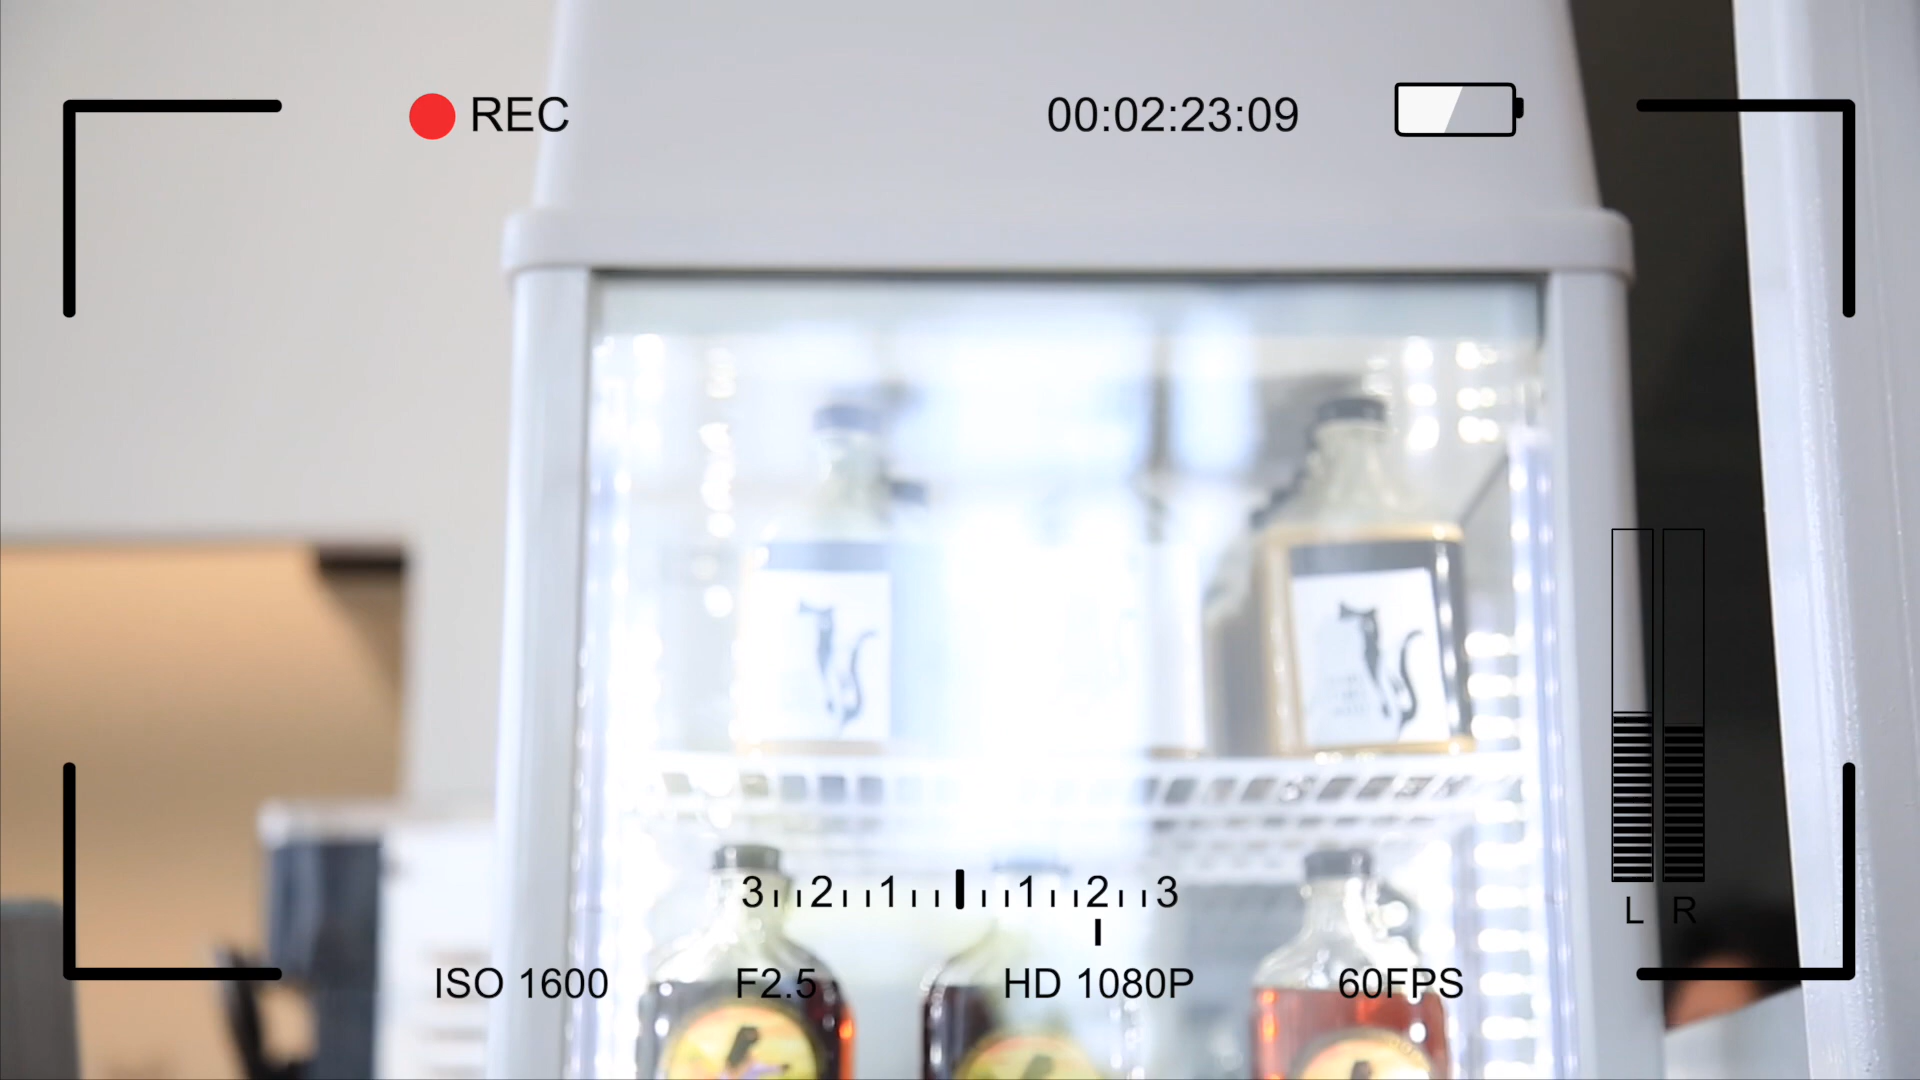 REC
00:02:23:09
3 2 1 1 2 3
L R
ISO 1600 F2.5 HD 1080P 60FPS